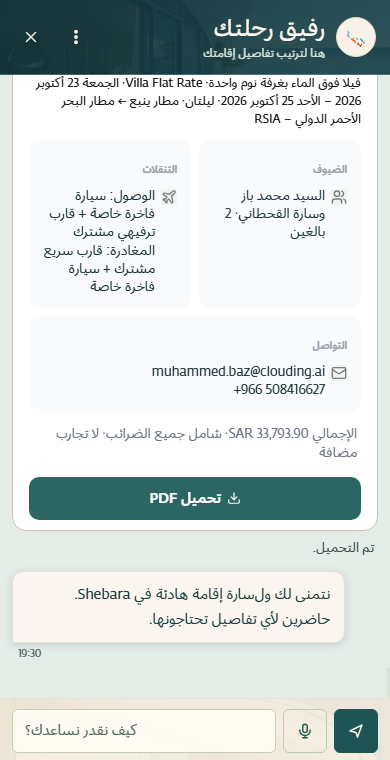 رفيق رحلتك
هنا لترتيب تفاصيل إقامتك
فيلا فوق الماء بغرفة نوم واحدة · Villa Flat Rate · الجمعة 23 أكتوبر
2026 – الأحد 25 أكتوبر 2026 · ليلتان · مطار ينبع ← مطار البحر
الأحمر الدولي – RSIA
الضيوف
السيد محمد باز
وسارة القحطاني · 2
بالغين
التنقلات
الوصول: سيارة
فاخرة خاصة + قارب
ترفيهي مشترك
المغادرة: قارب سريع
مشترك + سيارة
فاخرة خاصة
التواصل
muhammed.baz@clouding.ai
+966 508416627
الإجمالي SAR 33,793.90 · شامل جميع الضرائب · لا تجارب
مضافة
تحميل PDF
تم التحميل.
نتمنى لك ولسارة إقامة هادئة في Shebara.
حاضرين لأي تفاصيل تحتاجونها.
19:30
كيف نقدر نساعدك؟